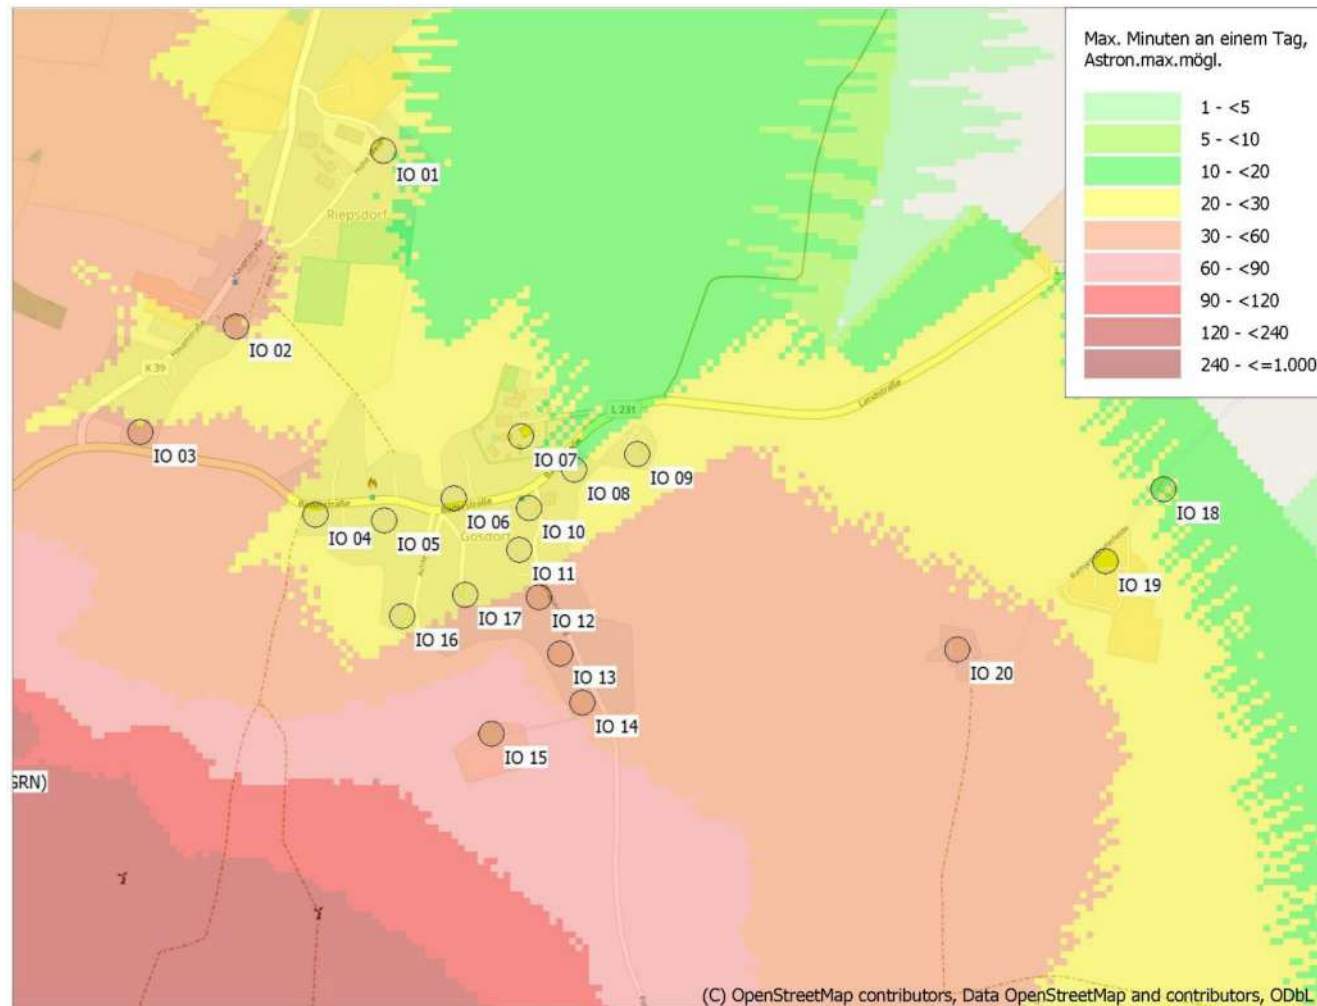 Max. Minuten an einem Tag,
Astron.max.mögl.
1 - <5
5 - <10
10 - <20
20 - <30
30 - <60
60 - <90
90 - <120
120 - <240
240 - <=1.000
IO 01
Riepsdorf
Hauptstraße
IO 02
Hauptstraße
K 39
IO 03
L 231
Landstraße
IO 07
IO 08
IO 09
IO 18
IO 04
IO 05
IO 06
IO 10
Gosdorf
IO 11
IO 19
IO 17
IO 12
IO 16
IO 13
IO 20
IO 14
IO 15
GRN)
(C) OpenStreetMap contributors, Data OpenStreetMap and contributors, ODbL